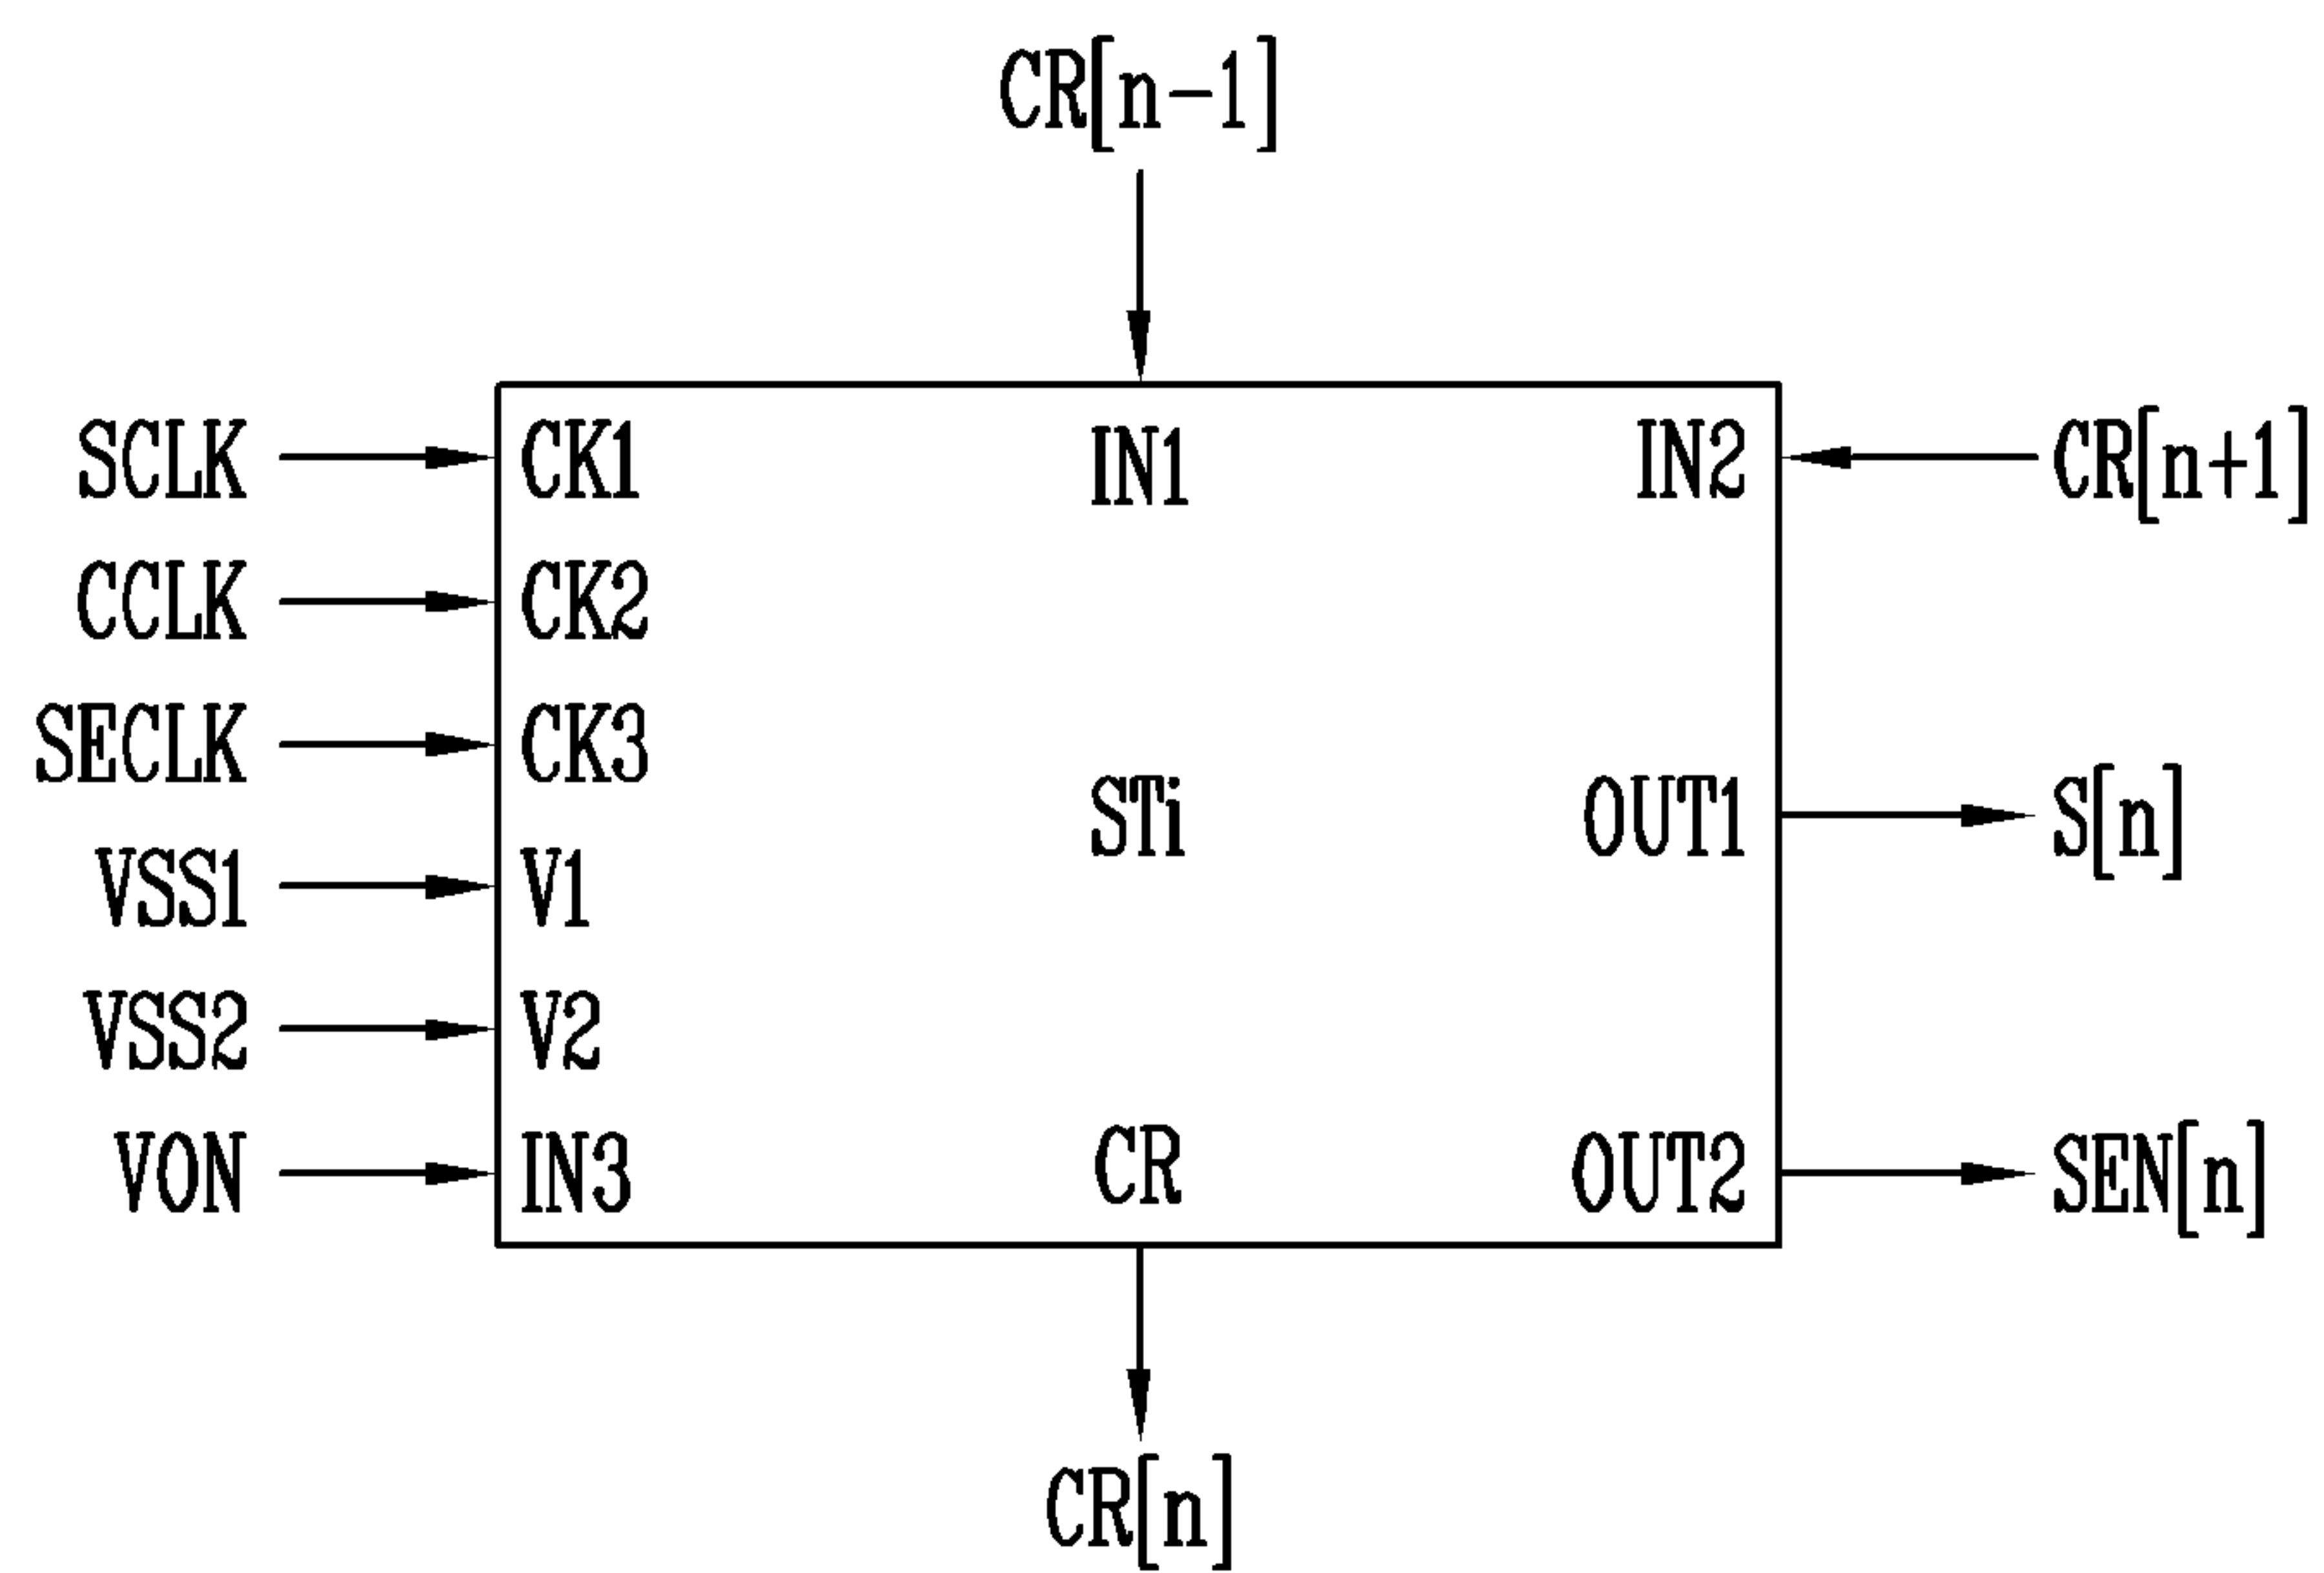 CR[n-1]
SCLK CK1 IN1 IN2 CR[n+1]
CCLK CK2
SECLK CK3
STi OUT1 S[n]
VSS1 V1
VSS2 V2
VON IN3 CR OUT2 SEN[n]
CR[n]